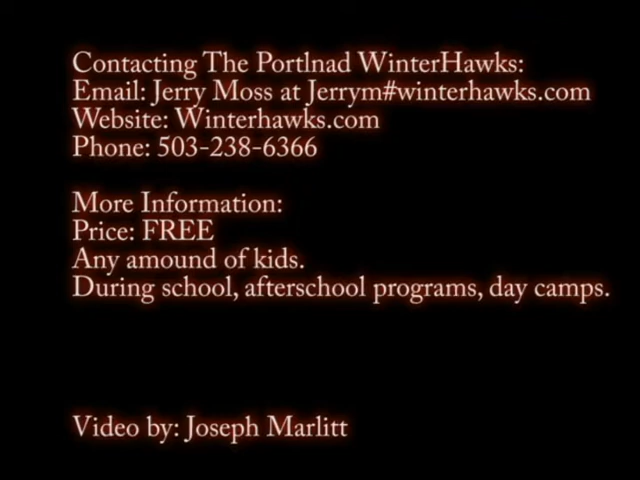 Contacting The Portlnad WinterHawks:
Email: Jerry Moss at Jerrym#winterhawks.com
Website: Winterhawks.com
Phone: 503-238-6366
More Information:
Price: FREE
Any amound of kids.
During school, afterschool programs, day camps.
Video by: Joseph Marlitt